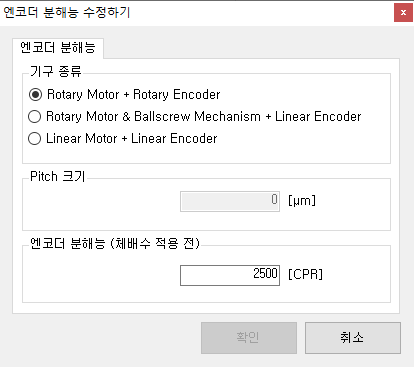 엔코더 분해능 수정하기
엔코더 분해능
기구 종류
Rotary Motor + Rotary Encoder
Rotary Motor & Ballscrew Mechanism + Linear Encoder
Linear Motor + Linear Encoder
Pitch 크기
0 [μm]
엔코더 분해능 (체배수 적용 전)
2500 [CPR]
확인 취소